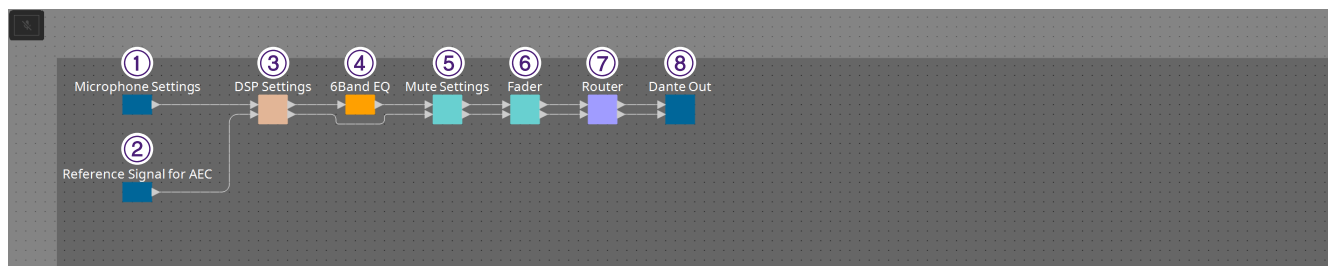 ① ③ ④ ⑤ ⑥ ⑦ ⑧
Microphone Settings DSP Settings 6Band EQ Mute Settings Fader Router Dante Out
②
Reference Signal for AEC